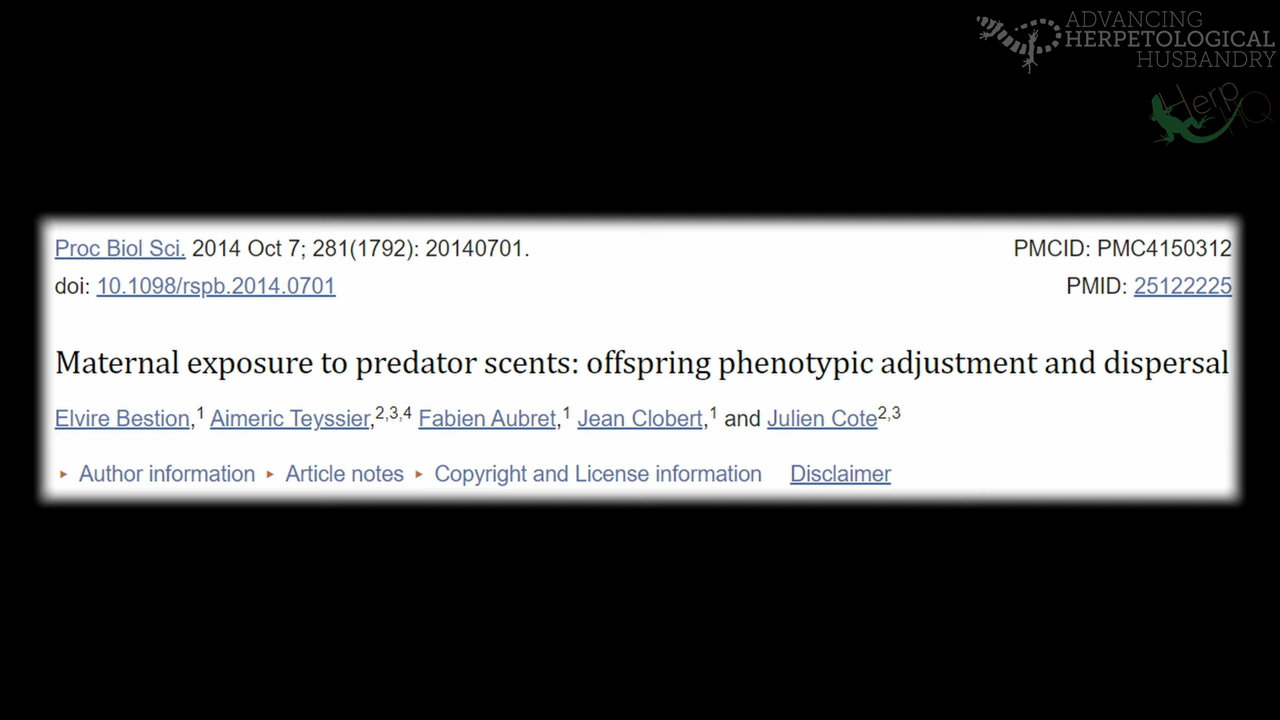 ADVANCING
HERPETOLOGICAL
HUSBANDRY
HerpHQ
Proc Biol Sci. 2014 Oct 7; 281(1792): 20140701.
PMCID: PMC4150312
doi: 10.1098/rspb.2014.0701
PMID: 25122225
Maternal exposure to predator scents: offspring phenotypic adjustment and dispersal
Elvire Bestion,1 Aimeric Teyssier,2,3,4 Fabien Aubret,1 Jean Clobert,1 and Julien Cote2,3
▸ Author information ▸ Article notes ▸ Copyright and License information Disclaimer